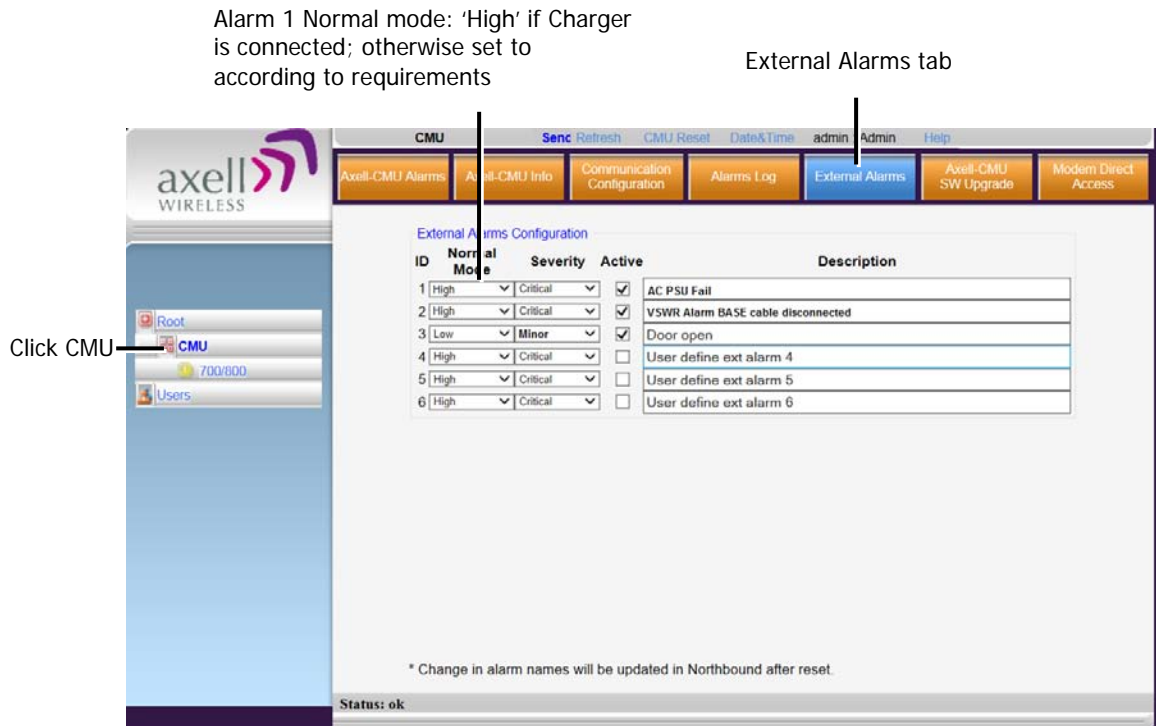 Alarm 1 Normal mode: ‘High’ if Charger
is connected; otherwise set to
according to requirements
External Alarms tab
axell
WIRELESS
CMU Send Refresh CMU Reset Date&Time admin : Admin Help
Axell-CMU Alarms Axell-CMU Info Communication Configuration Alarms Log External Alarms Axell-CMU SW Upgrade Modem Direct Access
External Alarms Configuration
ID Normal Mode Severity Active Description
1 High Critical AC PSU Fail
2 High Critical VSWR Alarm BASE cable disconnected
3 Low Minor Door open
4 High Critical User define ext alarm 4
5 High Critical User define ext alarm 5
6 High Critical User define ext alarm 6
Root
Click CMU
CMU
700/800
Users
* Change in alarm names will be updated in Northbound after reset.
Status: ok